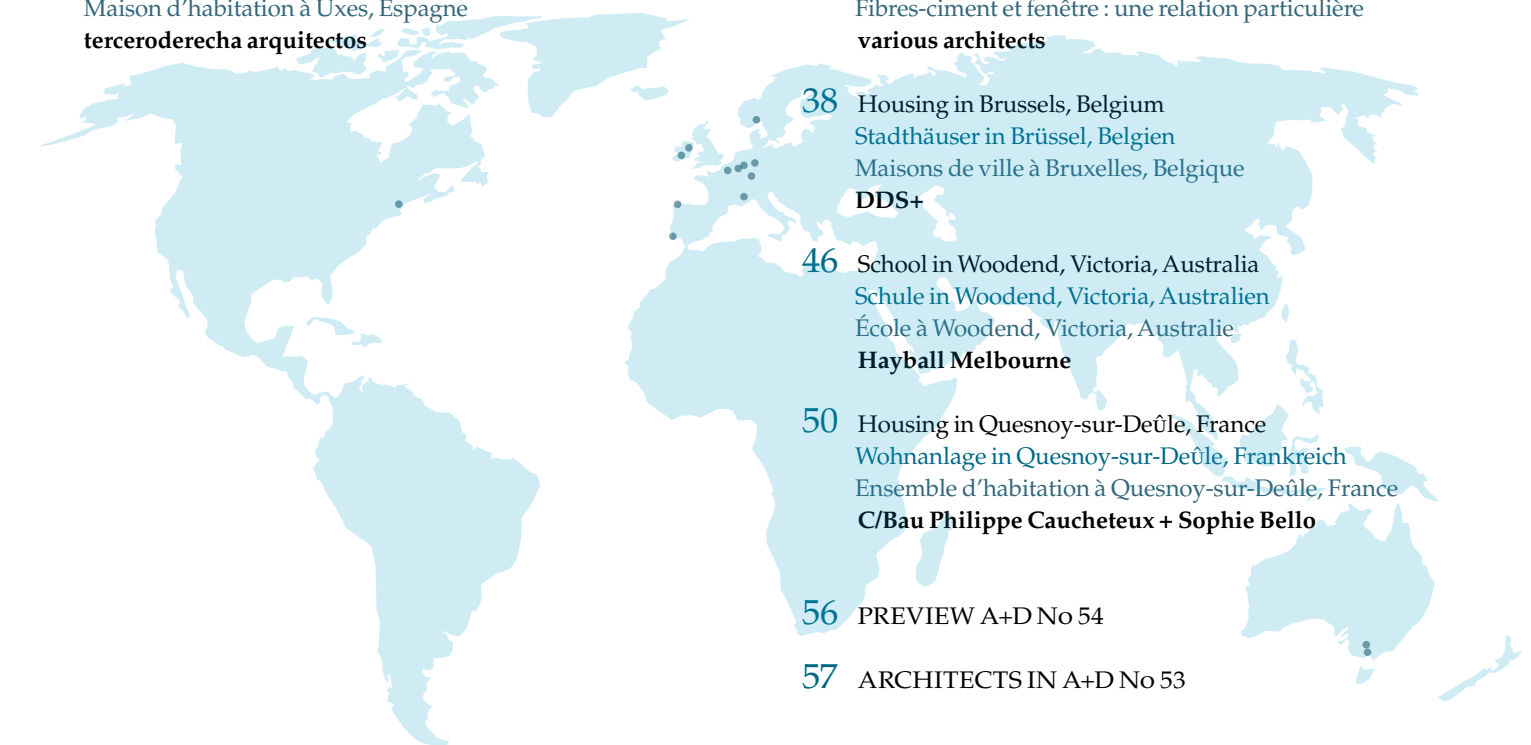 Maison d’habitation à Uxes, Espagne
terceroderecha arquitectos
Fibres-ciment et fenêtre : une relation particulière
various architects
38 Housing in Brussels, Belgium
Stadthäuser in Brüssel, Belgien
Maisons de ville à Bruxelles, Belgique
DDS+
46 School in Woodend, Victoria, Australia
Schule in Woodend, Victoria, Australien
École à Woodend, Victoria, Australie
Hayball Melbourne
50 Housing in Quesnoy-sur-Deûle, France
Wohnanlage in Quesnoy-sur-Deûle, Frankreich
Ensemble d’habitation à Quesnoy-sur-Deûle, France
C/Bau Philippe Caucheteux + Sophie Bello
56 PREVIEW A+D No 54
57 ARCHITECTS IN A+D No 53